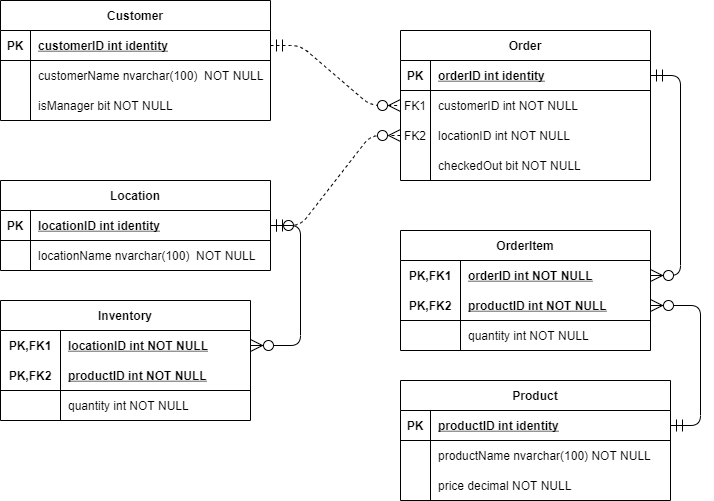 Customer
PK customerID int identity
customerName nvarchar(100)  NOT NULL
isManager bit NOT NULL
Order
PK orderID int identity
FK1 customerID int NOT NULL
FK2 locationID int NOT NULL
checkedOut bit NOT NULL
Location
PK locationID int identity
locationName nvarchar(100)  NOT NULL
OrderItem
PK,FK1 orderID int NOT NULL
PK,FK2 productID int NOT NULL
quantity int NOT NULL
Inventory
PK,FK1 locationID int NOT NULL
PK,FK2 productID int NOT NULL
quantity int NOT NULL
Product
PK productID int identity
productName nvarchar(100) NOT NULL
price decimal NOT NULL